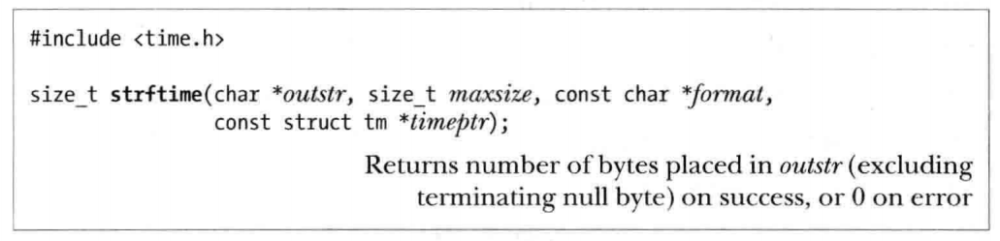 #include <time.h>
size_t strftime(char *outstr, size_t maxsize, const char *format,
const struct tm *timeptr);
Returns number of bytes placed in outstr (excluding
terminating null byte) on success, or 0 on error